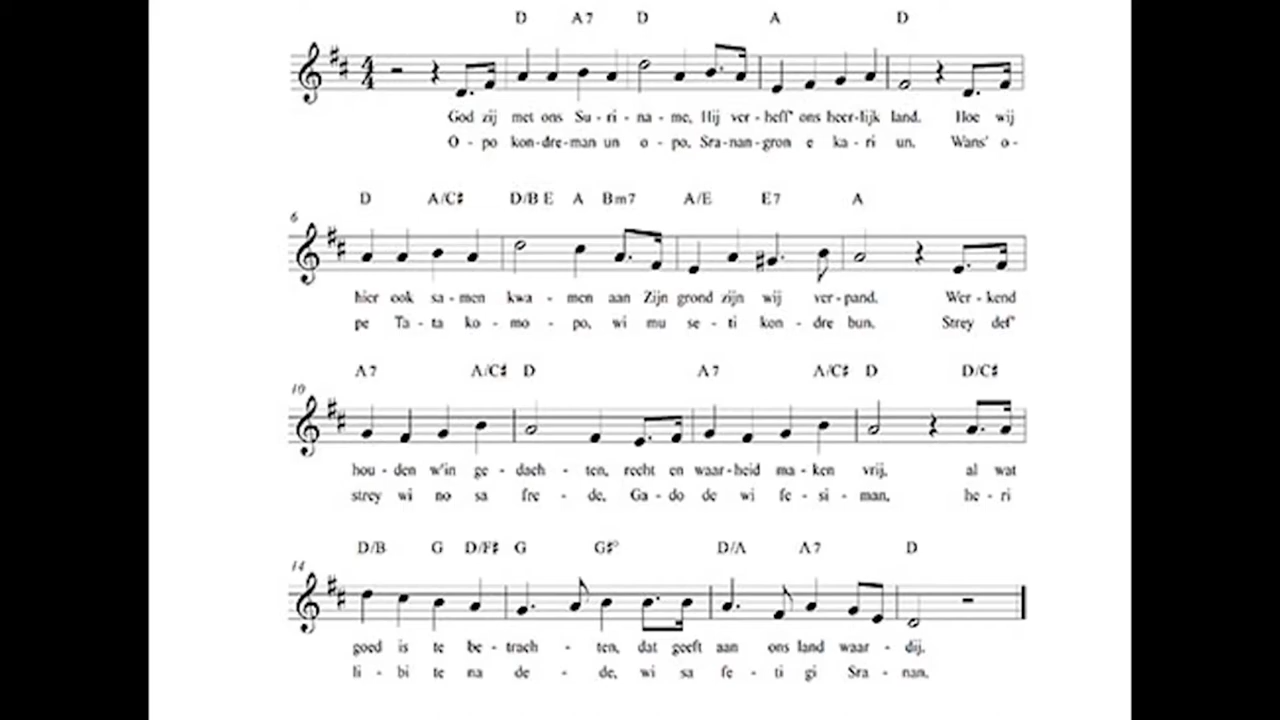 D A7 D A D
4 4
God zij met ons Su - ri - na - me, Hij ver - heff' ons heer-lijk land. Hoe wij
O - po kon-dre-man un o - po, Sra-nan-gron e ka - ri un. Wans' o-
D A/C♯ D/B E A Bm7 A/E E7 A
6
hier ook sa - men kwa - men aan Zijn grond zijn wij ver-pand. Wer - kend
pe Ta - ta ko - mo - po, wi mu se - ti kon - dre bun. Strey def'
A7 A/C♯ D A7 A/C♯ D D/C♯
10
hou - den w'in ge - dach - ten, recht en waar-heid ma - ken vrij, al wat
strey wi no sa fre - de, Ga - do de wi fe - si - man, he - ri
D/B G D/F♯ G G♯° D/A A7 D
14
goed is te be - trach - ten, dat geeft aan ons land waar - dij.
li - bi te na de - de, wi sa fe - ti gi Sra - nan.